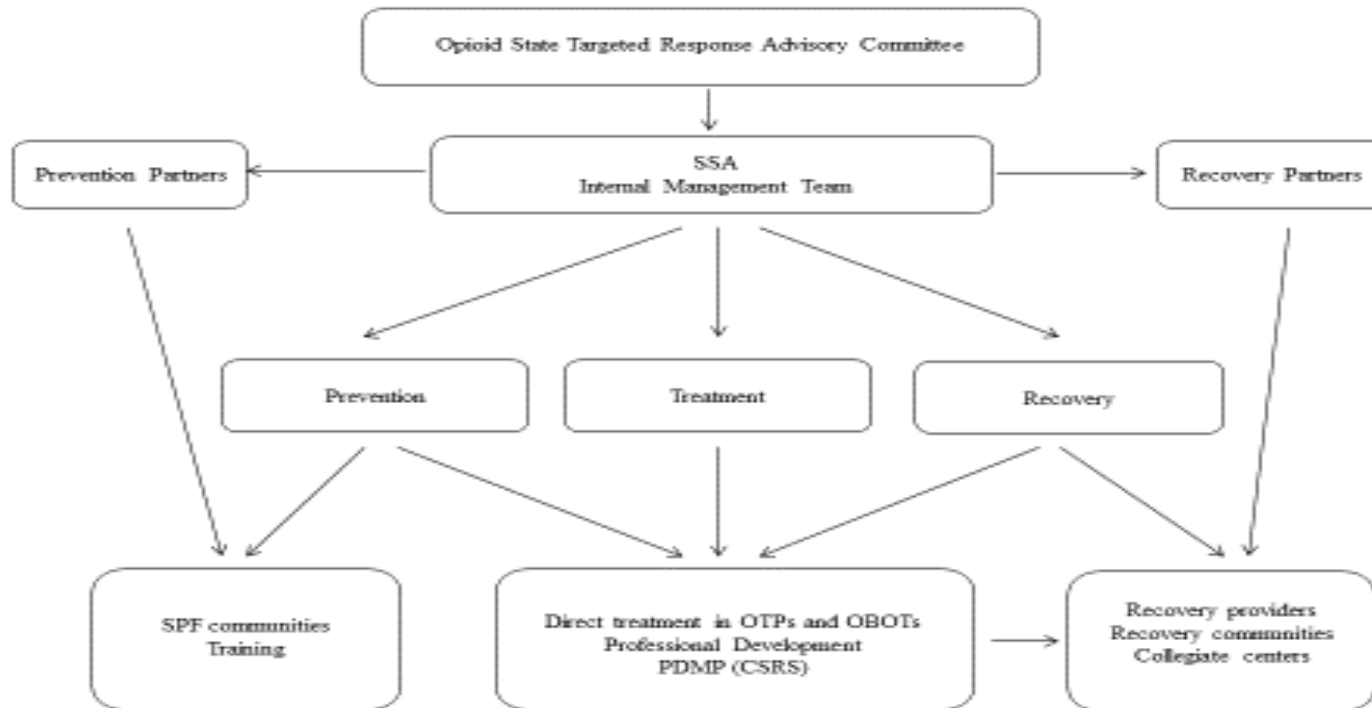 Opioid State Targeted Response Advisory Committee
Prevention Partners
SSA
Internal Management Team
Recovery Partners
Prevention
Treatment
Recovery
SPF communities
Training
Direct treatment in OTPs and OBOTs
Professional Development
PDMP (CSRS)
Recovery providers
Recovery communities
Collegiate centers